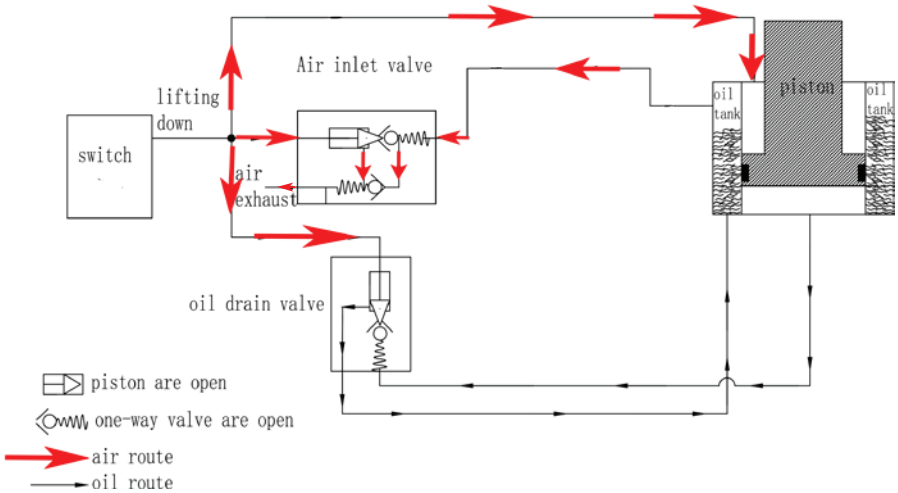 Air inlet valve
lifting
down
switch
air
exhaust
oil
tank
piston
oil
tank
oil drain valve
piston are open
one-way valve are open
air route
oil route